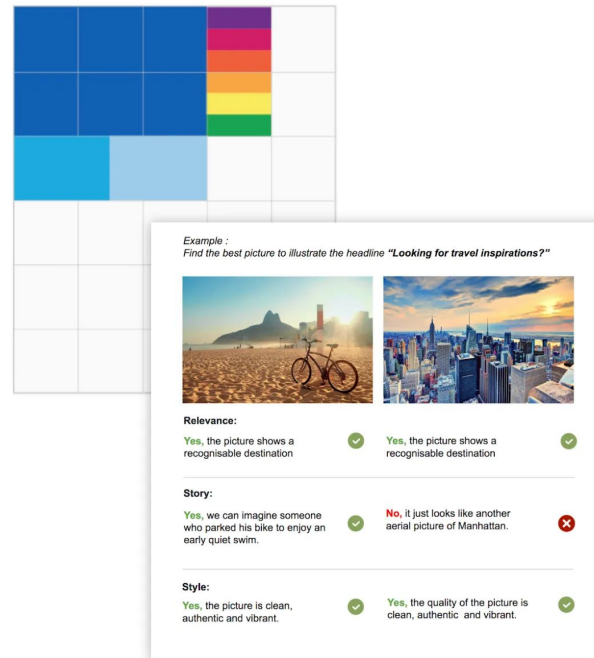 Example :
Find the best picture to illustrate the headline “Looking for travel inspirations?”
Relevance:
Yes, the picture shows a
recognisable destination
Yes, the picture shows a
recognisable destination
Story:
Yes, we can imagine someone
who parked his bike to enjoy an
early quiet swim.
No, it just looks like another
aerial picture of Manhattan.
Style:
Yes, the picture is clean,
authentic and vibrant.
Yes, the quality of the picture is
clean, authentic and vibrant.